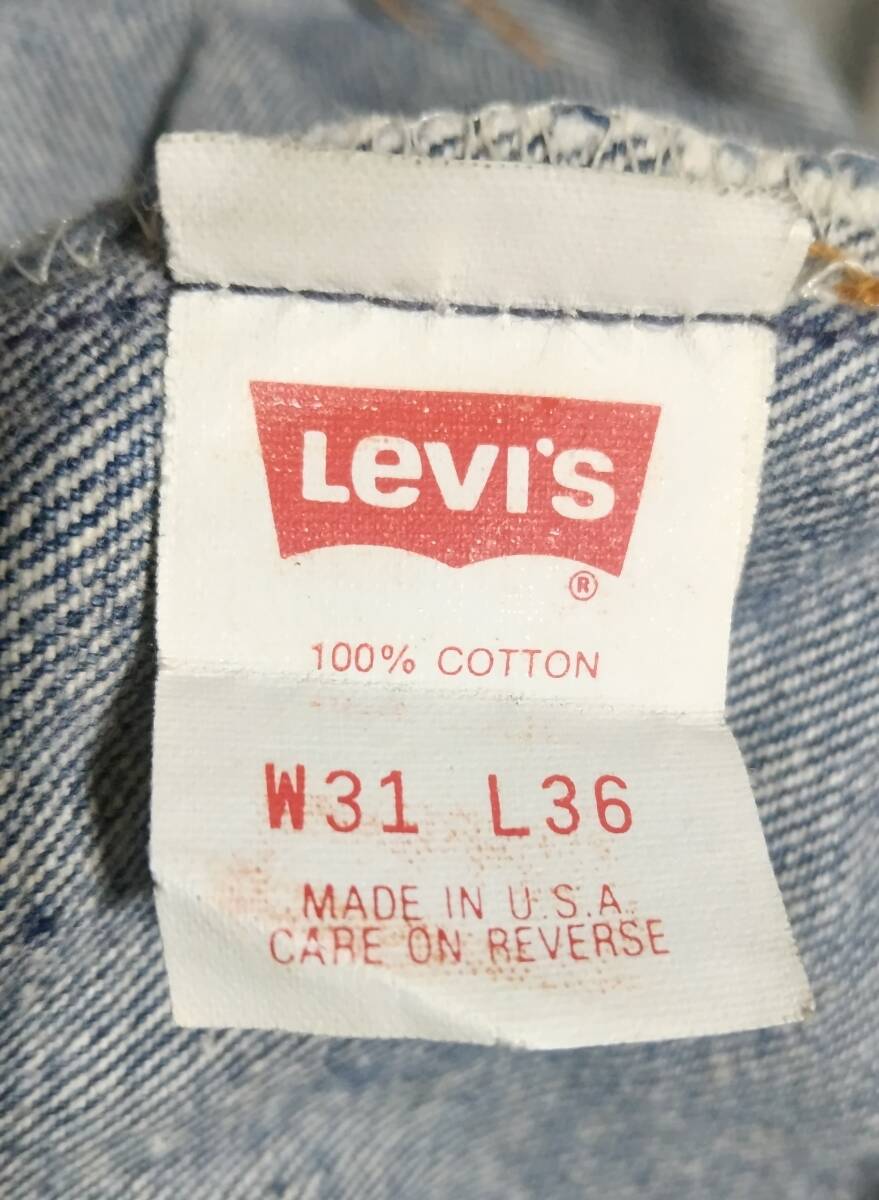 Levi's
®
100% COTTON
W31 L36
MADE IN U.S.A.
CARE ON REVERSE